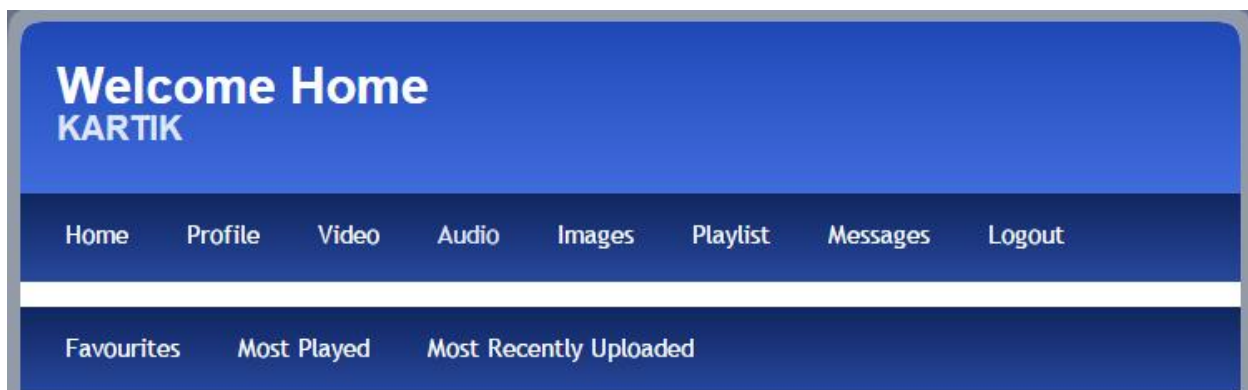 Welcome Home
KARTIK
Home Profile Video Audio Images Playlist Messages Logout
Favourites Most Played Most Recently Uploaded